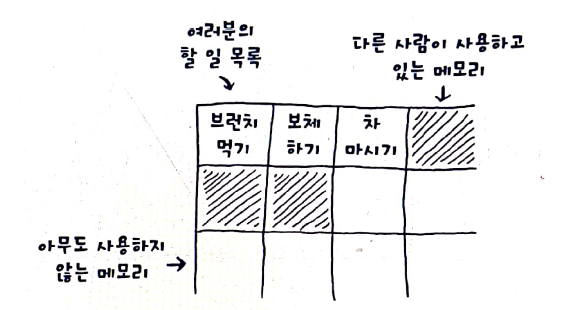 여러분의
할 일 목록
다른 사람이 사용하고
있는 메모리
브런치
먹기
보체
하기
차
마시기
아무도 사용하지
않는 메모리